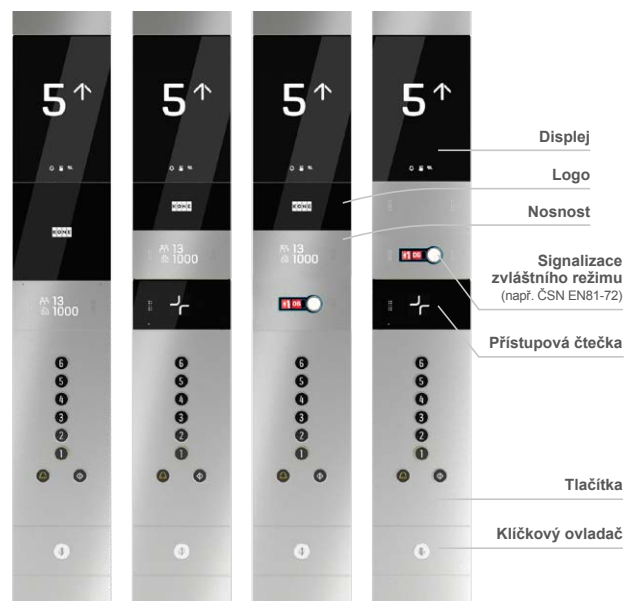 5
KONE
13
1000
6
5
4
3
2
1
5
KONE
13
1000
6
5
4
3
2
1
5
KONE
13
1000
6
5
4
3
2
1
5
6
5
4
3
2
1
Displej
Logo
Nosnost
Signalizace
zvláštního režimu
(např. ČSN EN81-72)
Přístupová čtečka
Tlačítka
Klíčkový ovladač